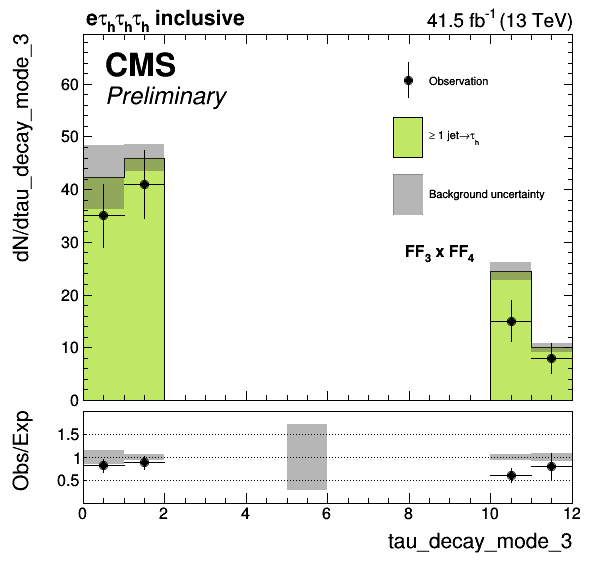 eτₕτₕτₕ inclusive
41.5 fb⁻¹ (13 TeV)
dN/dtau_decay_mode_3
CMS
Preliminary
Observation
≥ 1 jet→τₕ
Background uncertainty
FF₃ x FF₄
60
50
40
30
20
10
0
Obs/Exp
1.5
1
0.5
0 2 4 6 8 10 12
tau_decay_mode_3